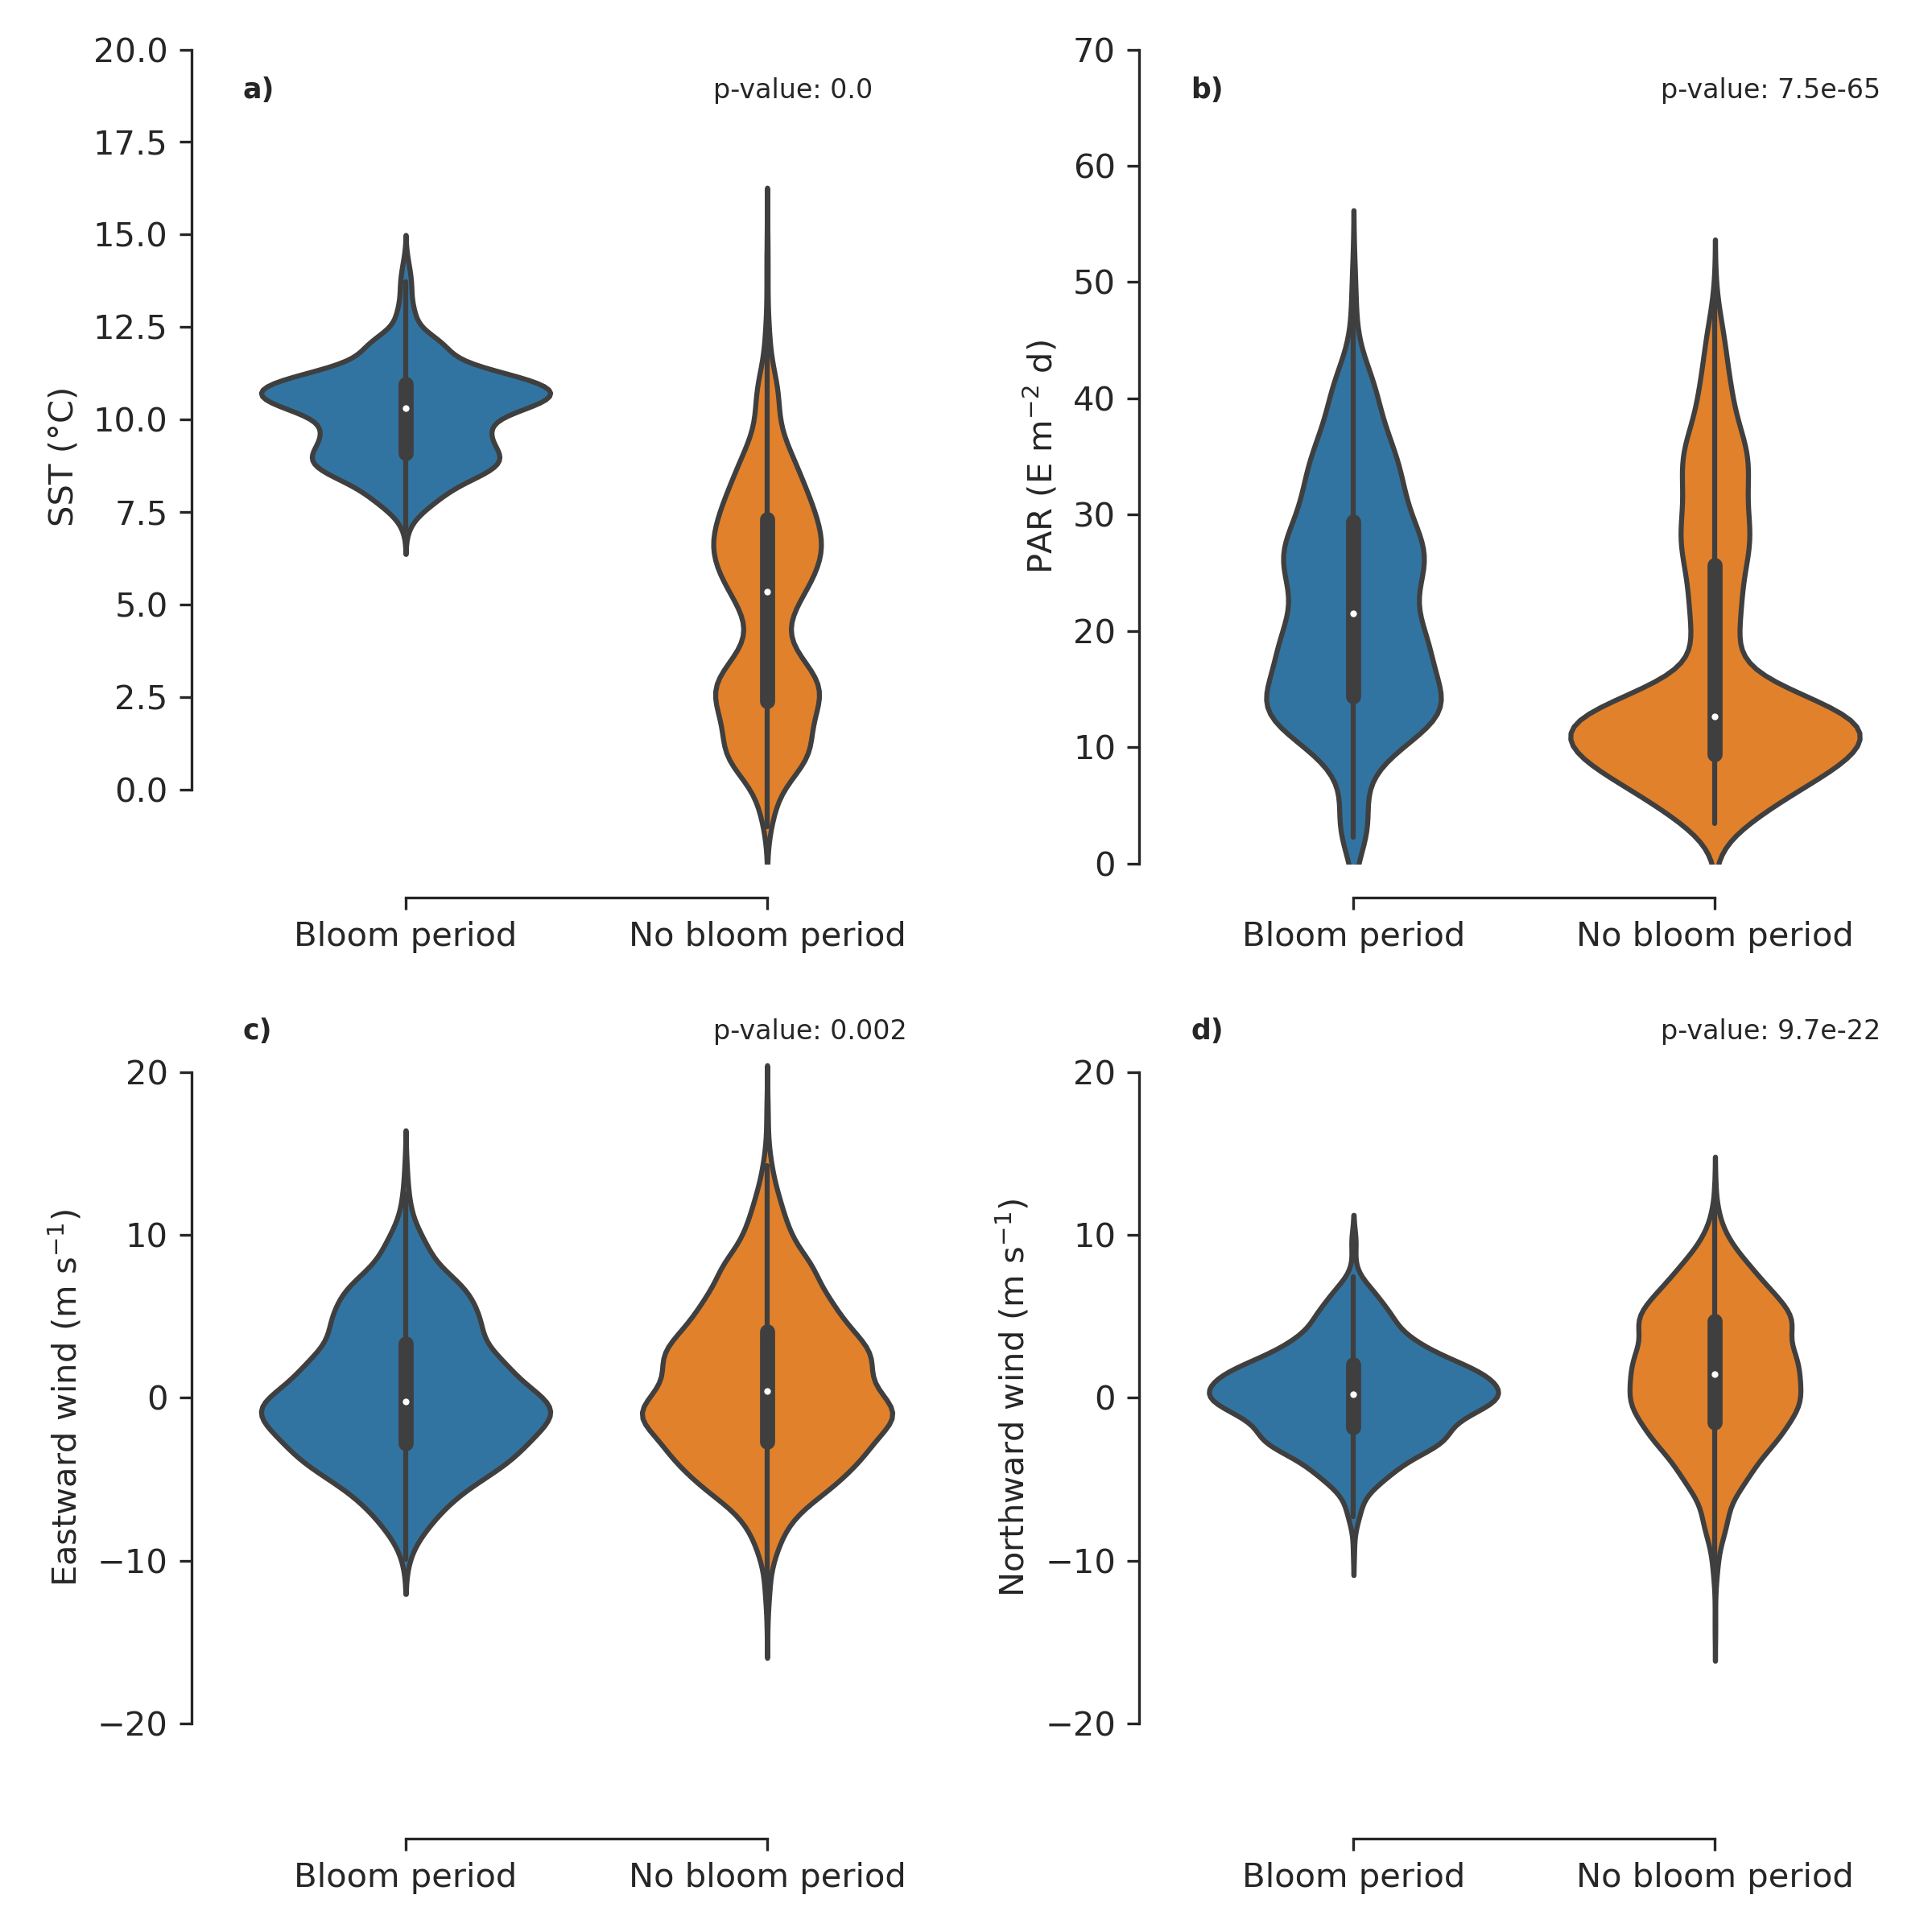 a)
p-value: 0.0
20.0
17.5
15.0
12.5
10.0
7.5
5.0
2.5
0.0
SST (°C)
Bloom period
No bloom period
b)
p-value: 7.5e-65
70
60
50
40
30
20
10
0
PAR (E m⁻² d)
Bloom period
No bloom period
c)
p-value: 0.002
20
10
0
−10
−20
Eastward wind (m s⁻¹)
Bloom period
No bloom period
d)
p-value: 9.7e-22
20
10
0
−10
−20
Northward wind (m s⁻¹)
Bloom period
No bloom period